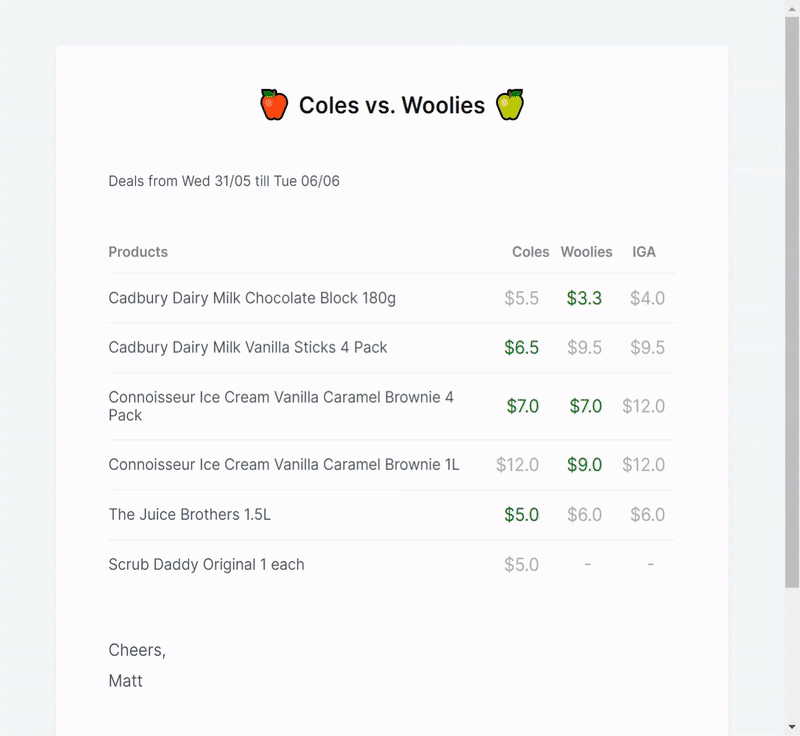 Coles vs. Woolies
Deals from Wed 31/05 till Tue 06/06
Products Coles Woolies IGA
Cadbury Dairy Milk Chocolate Block 180g $5.5 $3.3 $4.0
Cadbury Dairy Milk Vanilla Sticks 4 Pack $6.5 $9.5 $9.5
Connoisseur Ice Cream Vanilla Caramel Brownie 4
Pack $7.0 $7.0 $12.0
Connoisseur Ice Cream Vanilla Caramel Brownie 1L $12.0 $9.0 $12.0
The Juice Brothers 1.5L $5.0 $6.0 $6.0
Scrub Daddy Original 1 each $5.0 - -
Cheers,
Matt